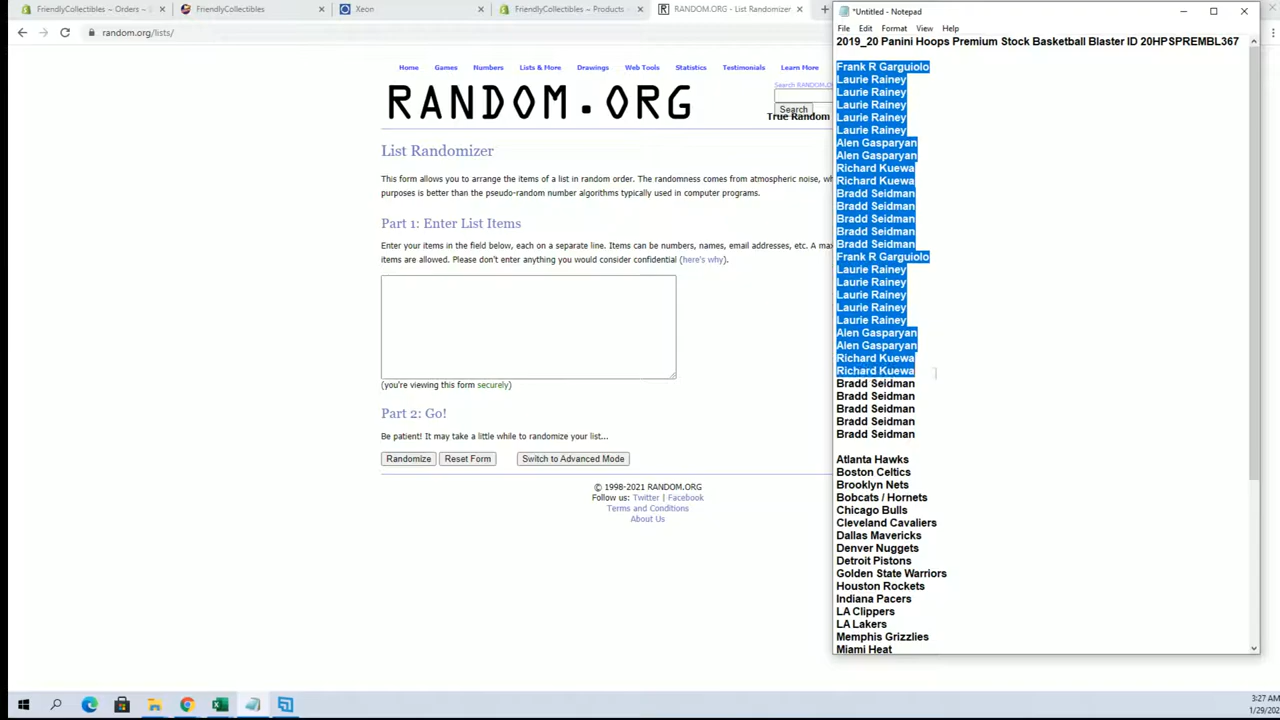 FriendlyCollectibles – Orders –
FriendlyCollectibles
Xeon
FriendlyCollectibles – Products
RANDOM.ORG - List Randomizer
random.org/lists/
Home Games Numbers Lists & More Drawings Web Tools Statistics Testimonials Learn More
Search RANDOM.O
RANDOM.ORG
Search
True Random
List Randomizer
This form allows you to arrange the items of a list in random order. The randomness comes from atmospheric noise, wh
purposes is better than the pseudo-random number algorithms typically used in computer programs.
Part 1: Enter List Items
Enter your items in the field below, each on a separate line. Items can be numbers, names, email addresses, etc. A max
items are allowed. Please don't enter anything you would consider confidential (here's why).
(you're viewing this form securely)
Part 2: Go!
Be patient! It may take a little while to randomize your list...
Randomize Reset Form Switch to Advanced Mode
© 1998-2021 RANDOM.ORG
Follow us: Twitter | Facebook
Terms and Conditions
About Us
*Untitled - Notepad
File Edit Format View Help
2019_20 Panini Hoops Premium Stock Basketball Blaster ID 20HPSPREMBL367
Frank R Garguiolo
Laurie Rainey
Laurie Rainey
Laurie Rainey
Laurie Rainey
Laurie Rainey
Alen Gasparyan
Alen Gasparyan
Richard Kuewa
Richard Kuewa
Bradd Seidman
Bradd Seidman
Bradd Seidman
Bradd Seidman
Bradd Seidman
Frank R Garguiolo
Laurie Rainey
Laurie Rainey
Laurie Rainey
Laurie Rainey
Laurie Rainey
Alen Gasparyan
Alen Gasparyan
Richard Kuewa
Richard Kuewa
Bradd Seidman
Bradd Seidman
Bradd Seidman
Bradd Seidman
Bradd Seidman
Atlanta Hawks
Boston Celtics
Brooklyn Nets
Bobcats / Hornets
Chicago Bulls
Cleveland Cavaliers
Dallas Mavericks
Denver Nuggets
Detroit Pistons
Golden State Warriors
Houston Rockets
Indiana Pacers
LA Clippers
LA Lakers
Memphis Grizzlies
Miami Heat
3:27 AM
1/29/202